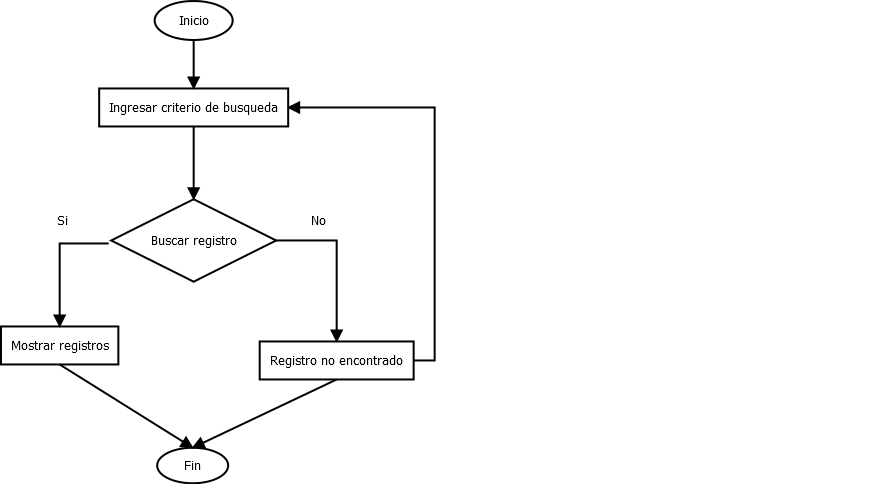 Inicio
Ingresar criterio de busqueda
Si
No
Buscar registro
Mostrar registros
Registro no encontrado
Fin